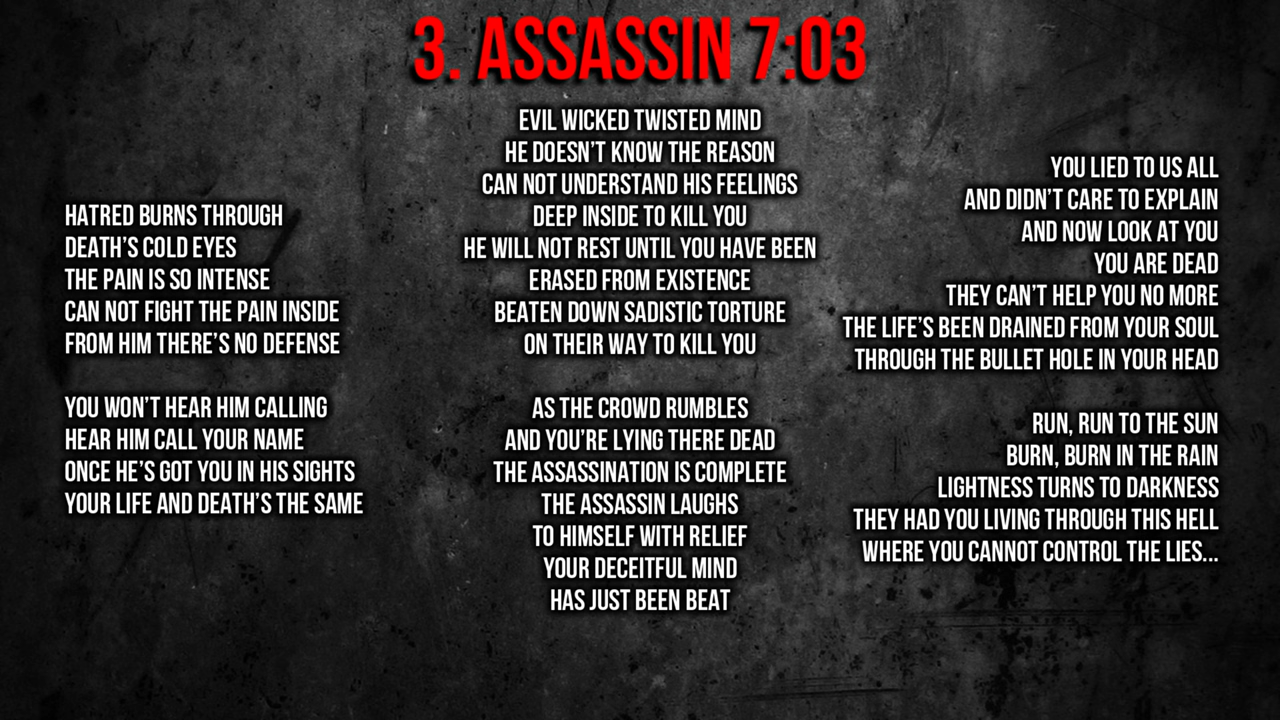 3. ASSASSIN 7:03
HATRED BURNS THROUGH
DEATH'S COLD EYES
THE PAIN IS SO INTENSE
CAN NOT FIGHT THE PAIN INSIDE
FROM HIM THERE'S NO DEFENSE
YOU WON'T HEAR HIM CALLING
HEAR HIM CALL YOUR NAME
ONCE HE'S GOT YOU IN HIS SIGHTS
YOUR LIFE AND DEATH'S THE SAME
EVIL WICKED TWISTED MIND
HE DOESN'T KNOW THE REASON
CAN NOT UNDERSTAND HIS FEELINGS
DEEP INSIDE TO KILL YOU
HE WILL NOT REST UNTIL YOU HAVE BEEN
ERASED FROM EXISTENCE
BEATEN DOWN SADISTIC TORTURE
ON THEIR WAY TO KILL YOU
AS THE CROWD RUMBLES
AND YOU'RE LYING THERE DEAD
THE ASSASSINATION IS COMPLETE
THE ASSASSIN LAUGHS
TO HIMSELF WITH RELIEF
YOUR DECEITFUL MIND
HAS JUST BEEN BEAT
YOU LIED TO US ALL
AND DIDN'T CARE TO EXPLAIN
AND NOW LOOK AT YOU
YOU ARE DEAD
THEY CAN'T HELP YOU NO MORE
THE LIFE'S BEEN DRAINED FROM YOUR SOUL
THROUGH THE BULLET HOLE IN YOUR HEAD
RUN, RUN TO THE SUN
BURN, BURN IN THE RAIN
LIGHTNESS TURNS TO DARKNESS
THEY HAD YOU LIVING THROUGH THIS HELL
WHERE YOU CANNOT CONTROL THE LIES...